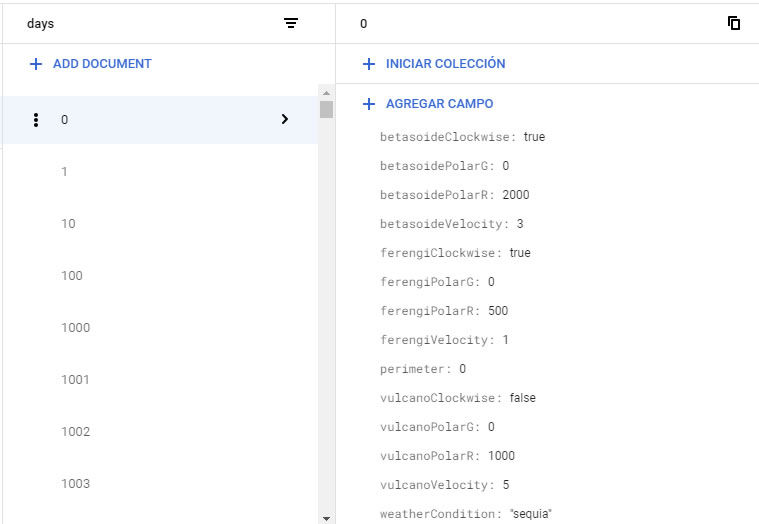 days
ADD DOCUMENT
0
1
10
100
1000
1001
1002
1003
0
INICIAR COLECCIÓN
AGREGAR CAMPO
betasoideClockwise: true
betasoidePolarG: 0
betasoidePolarR: 2000
betasoideVelocity: 3
ferengiClockwise: true
ferengiPolarG: 0
ferengiPolarR: 500
ferengiVelocity: 1
perimeter: 0
vulcanoClockwise: false
vulcanoPolarG: 0
vulcanoPolarR: 1000
vulcanoVelocity: 5
weatherCondition: "sequia"